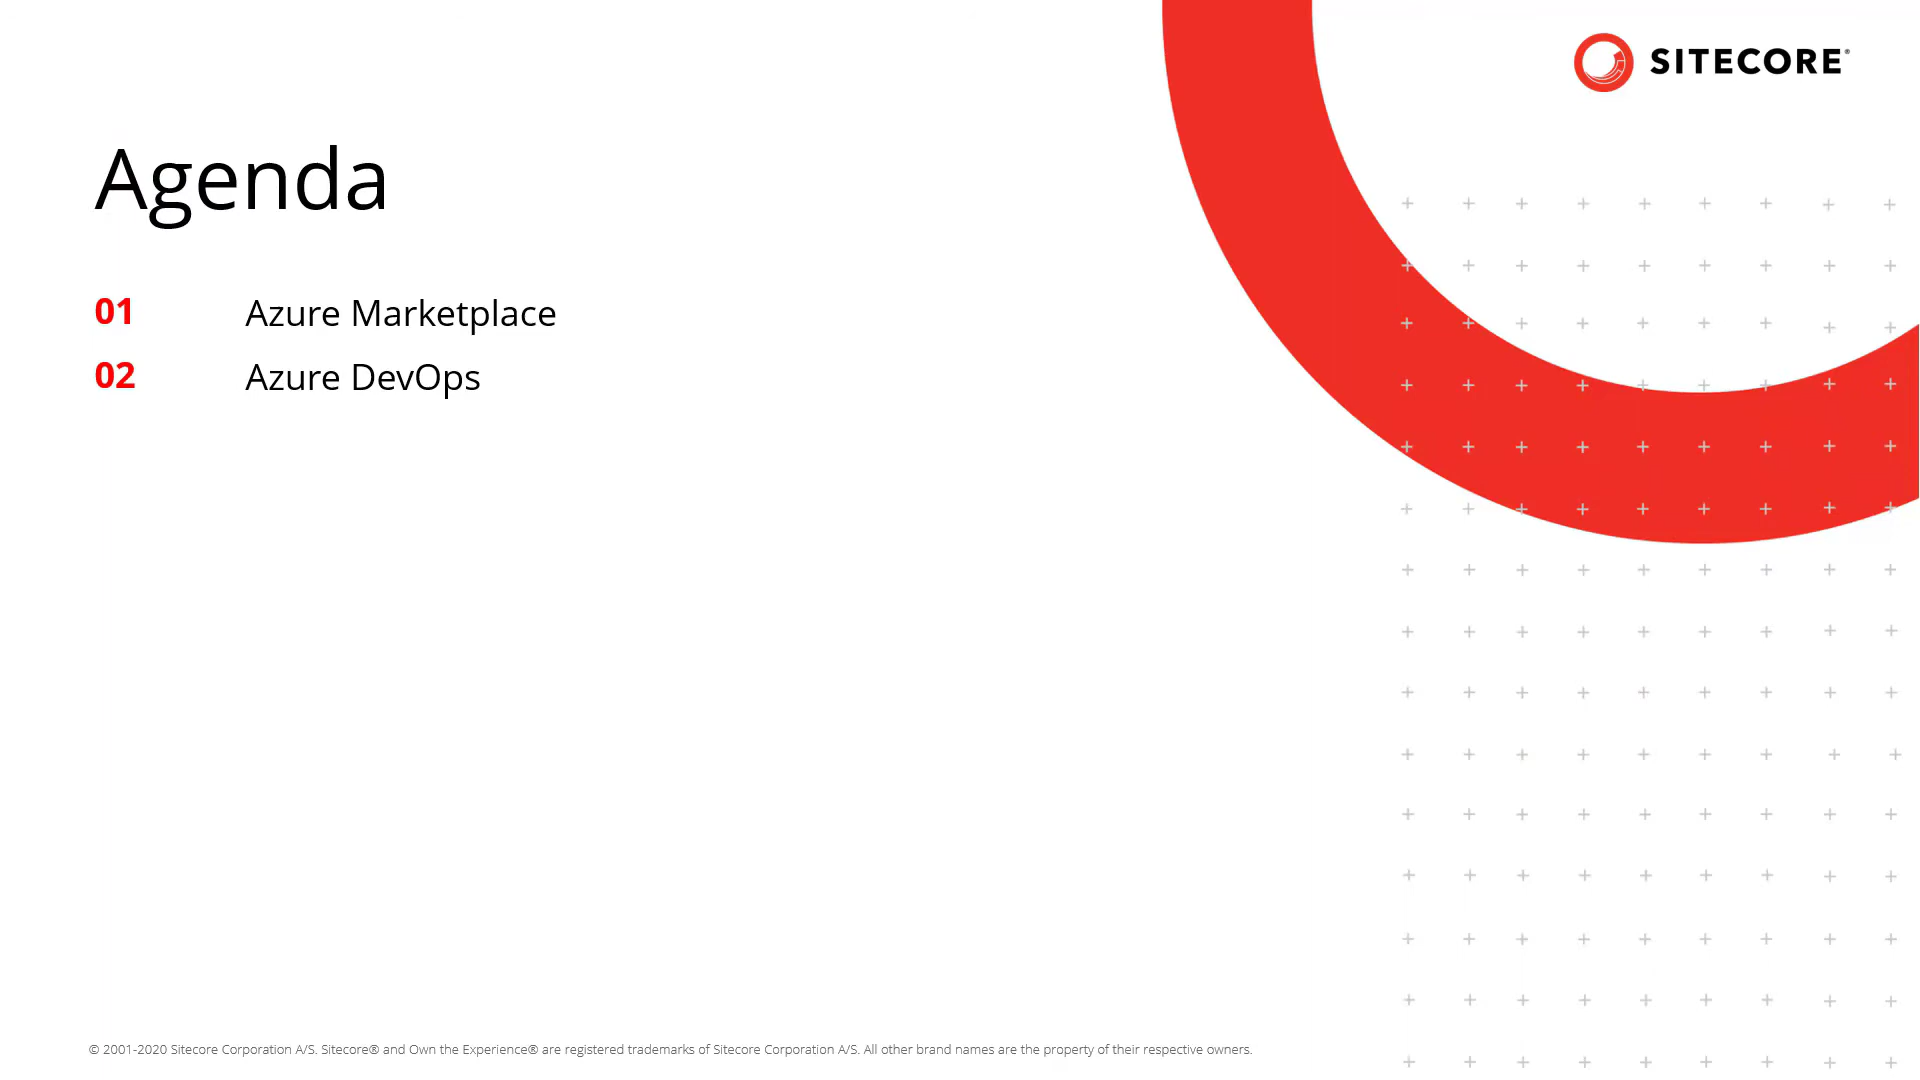 SITECORE®
Agenda
01 Azure Marketplace
02 Azure DevOps
© 2001-2020 Sitecore Corporation A/S. Sitecore® and Own the Experience® are registered trademarks of Sitecore Corporation A/S. All other brand names are the property of their respective owners.